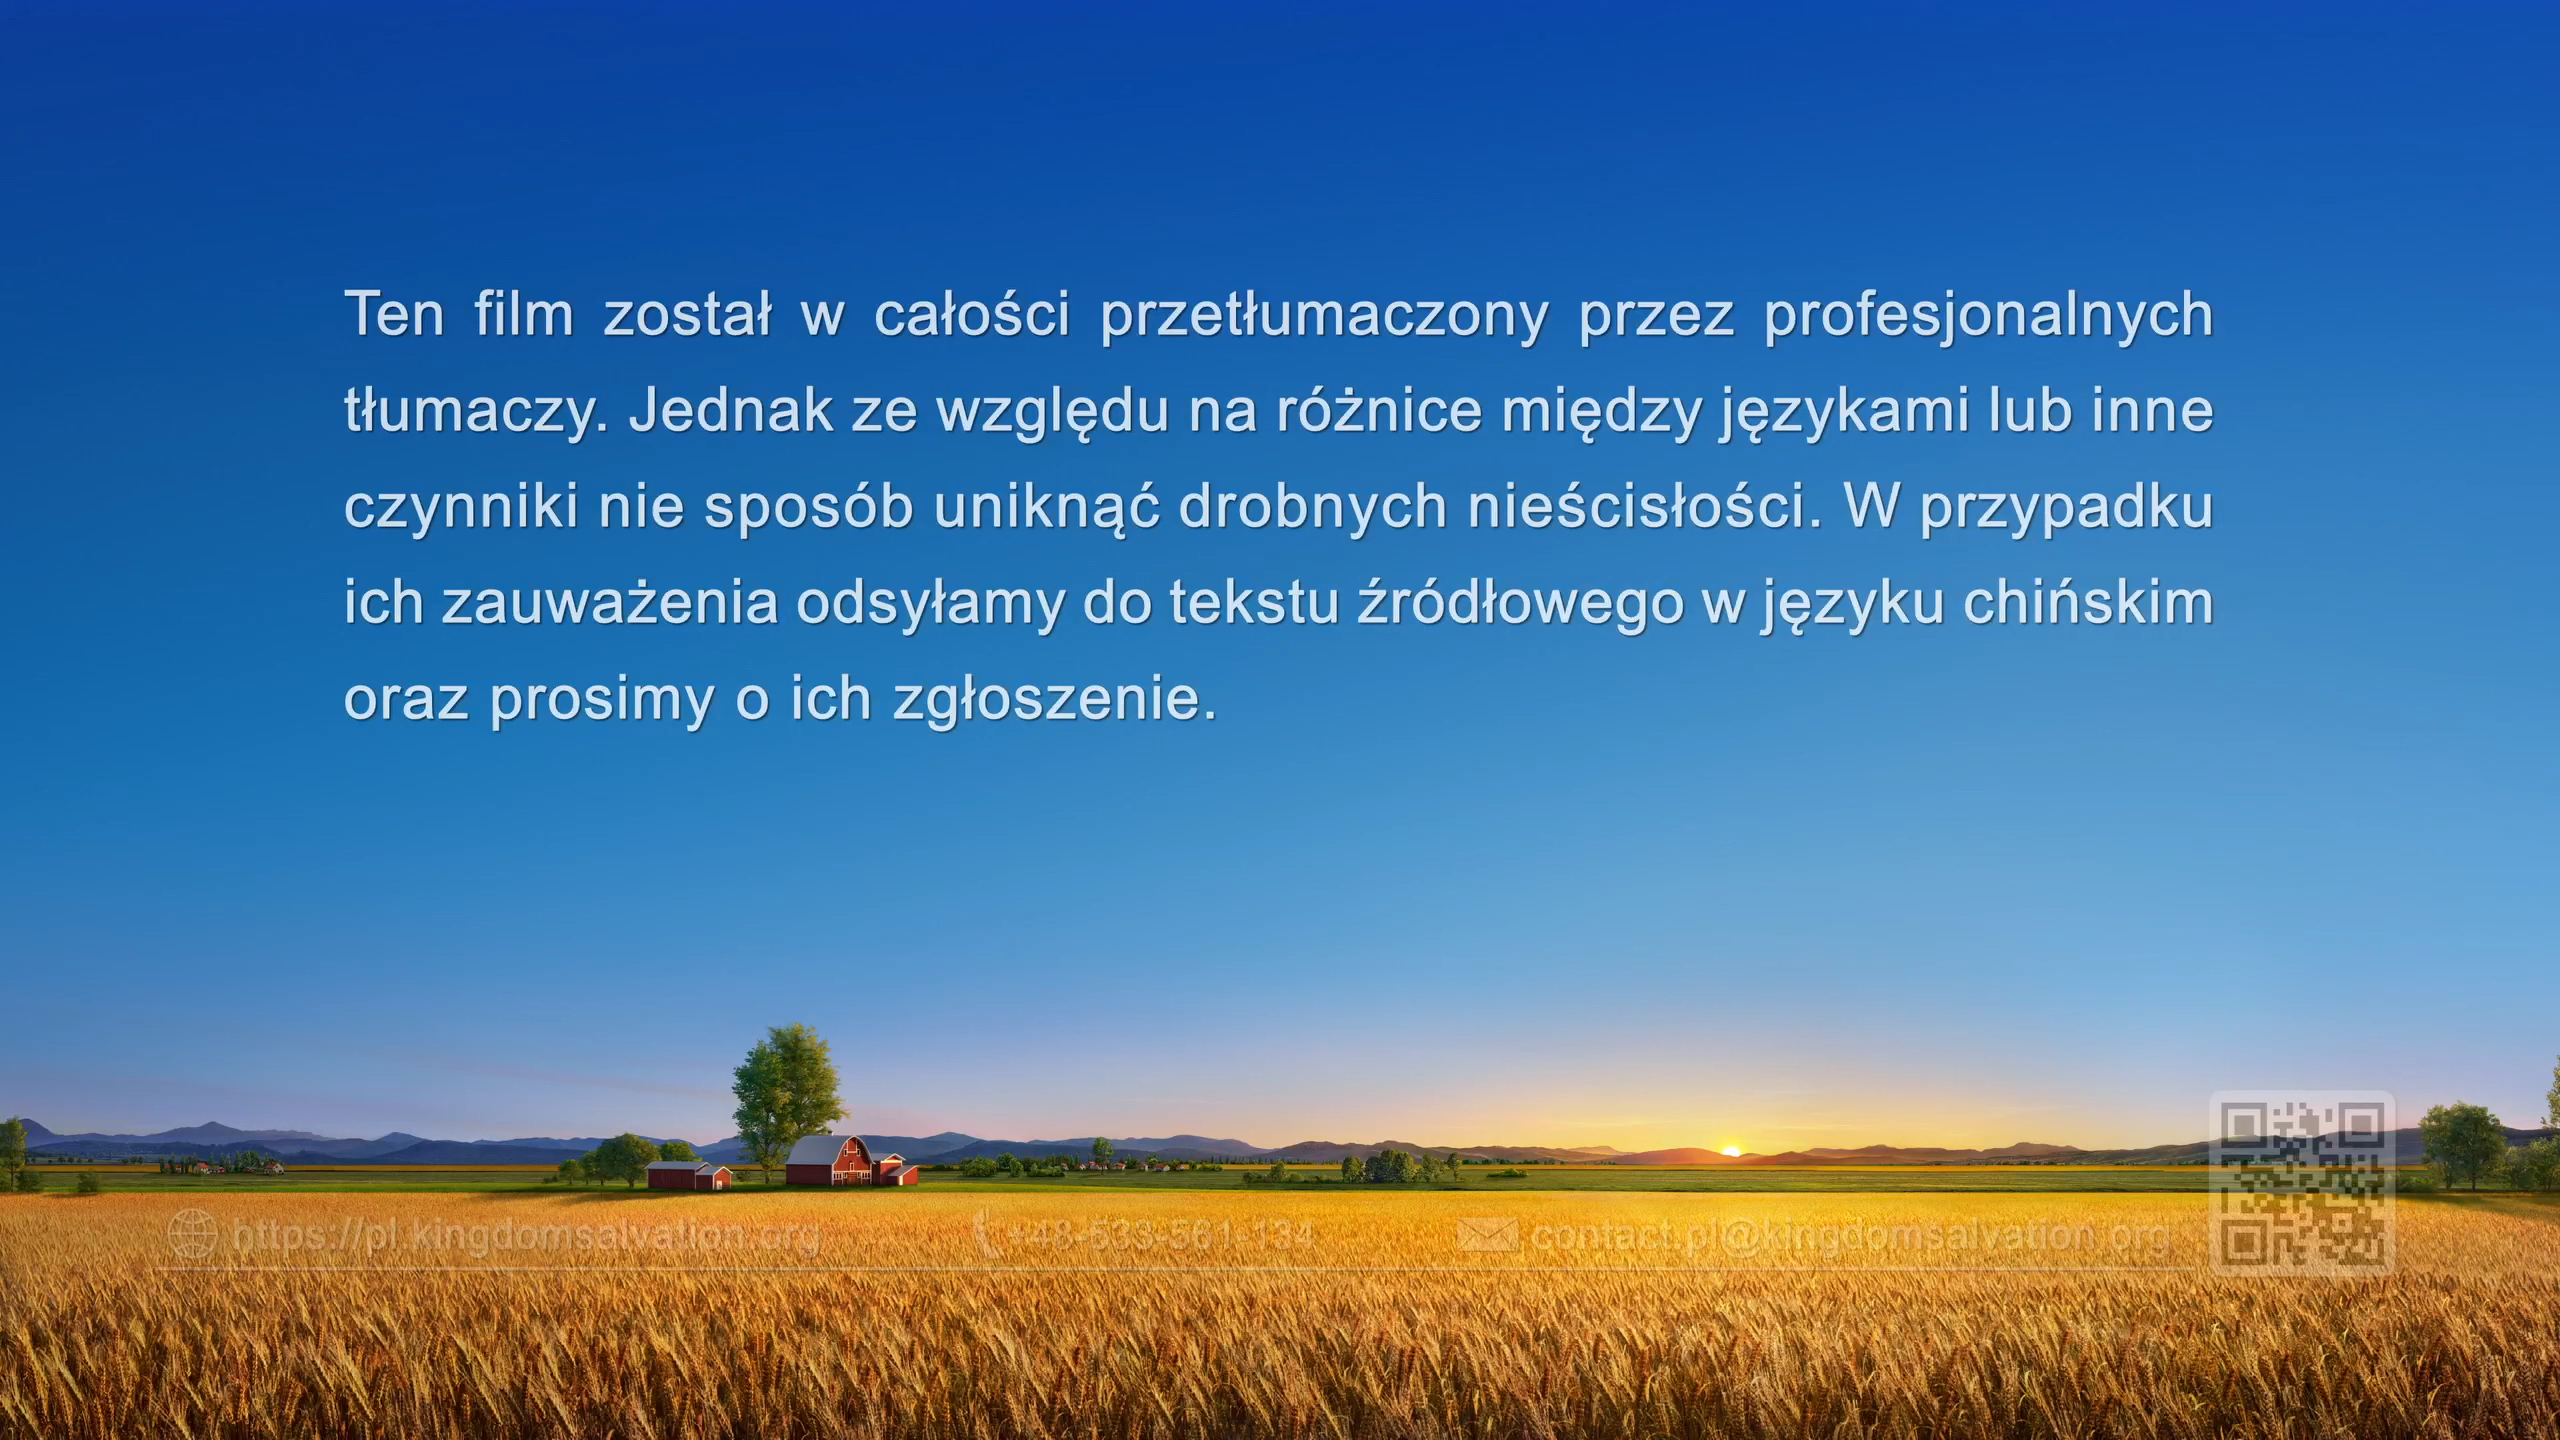 Ten film został w całości przetłumaczony przez profesjonalnych
tłumaczy. Jednak ze względu na różnice między językami lub inne
czynniki nie sposób uniknąć drobnych nieścisłości. W przypadku
ich zauważenia odsyłamy do tekstu źródłowego w języku chińskim
oraz prosimy o ich zgłoszenie.
https://pl.kingdomsalvation.org +48-533-561-134 contact.pl@kingdomsalvation.org